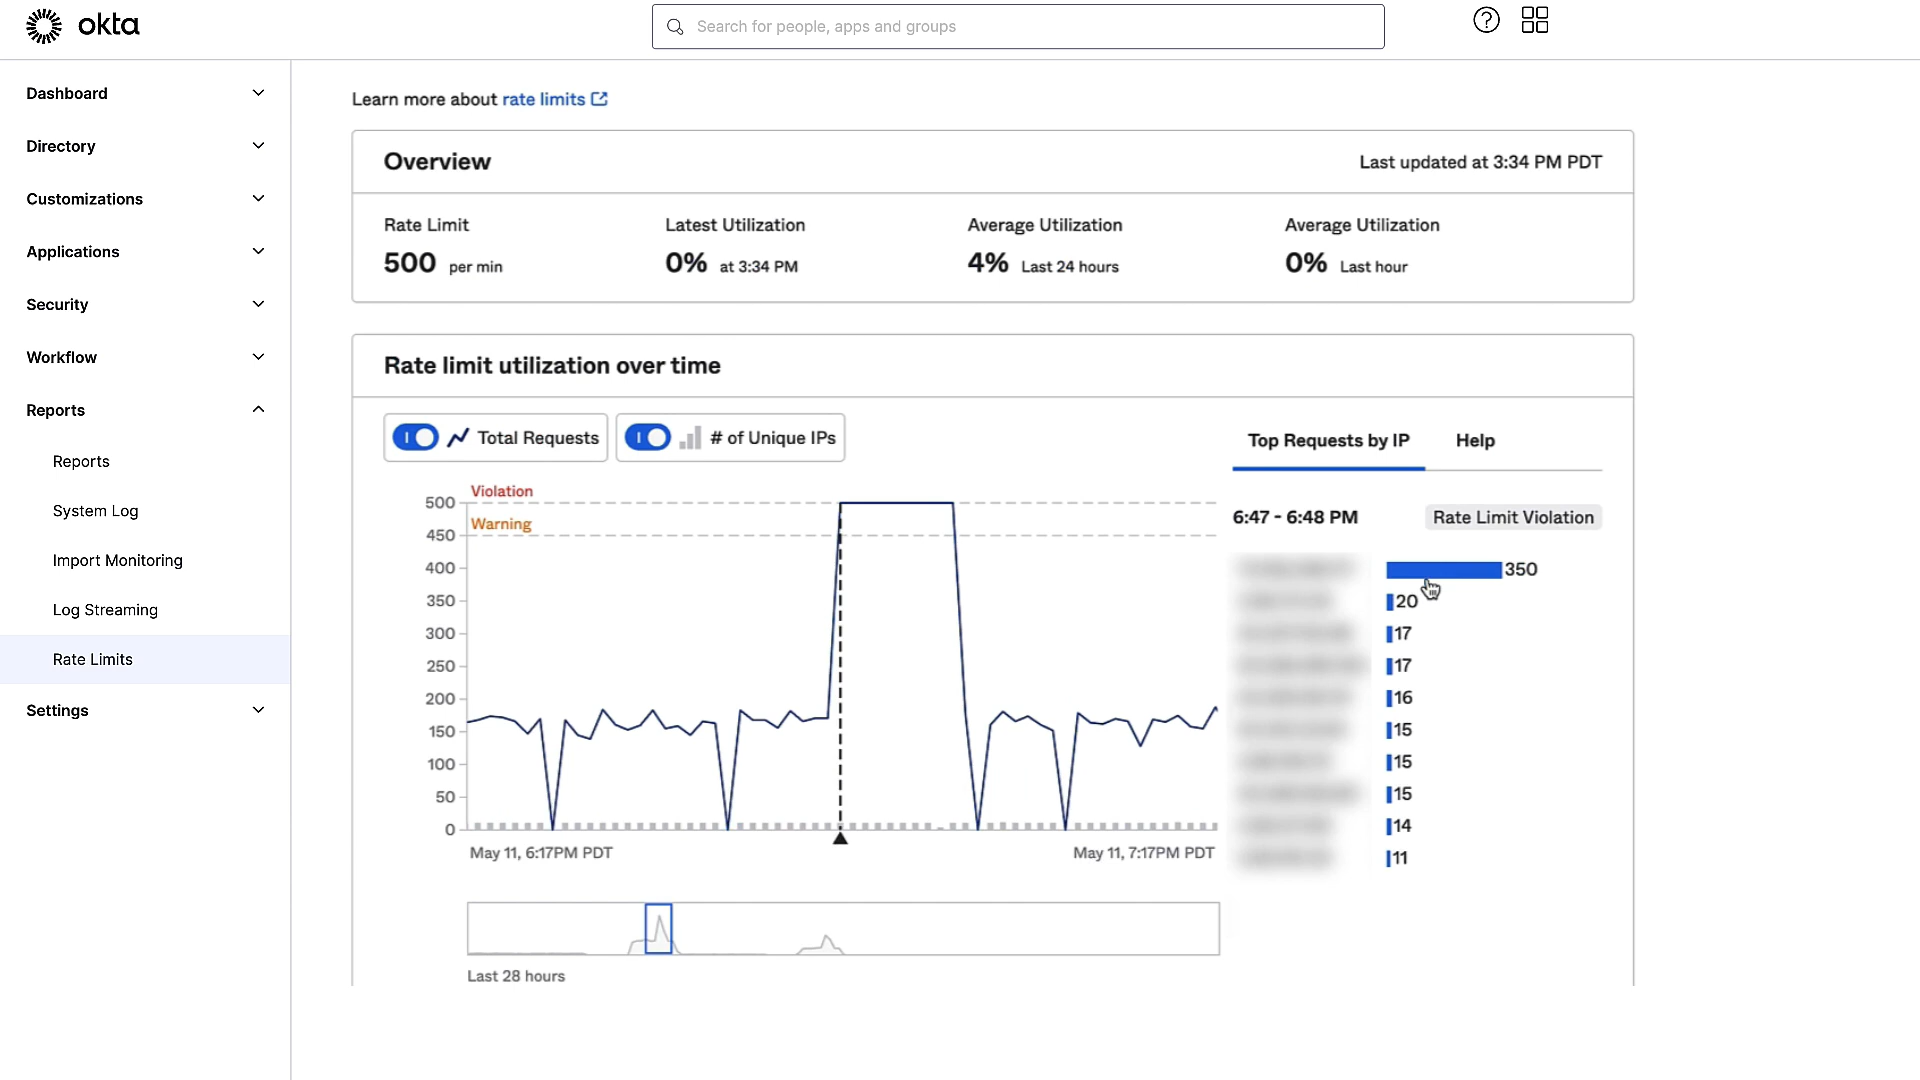 okta
Search for people, apps and groups
Dashboard
Directory
Customizations
Applications
Security
Workflow
Reports
Reports
System Log
Import Monitoring
Log Streaming
Rate Limits
Settings
Learn more about rate limits
Overview
Last updated at 3:34 PM PDT
Rate Limit
500 per min
Latest Utilization
0% at 3:34 PM
Average Utilization
4% Last 24 hours
Average Utilization
0% Last hour
Rate limit utilization over time
Total Requests
# of Unique IPs
Violation
Warning
500
450
400
350
300
250
200
150
100
50
0
May 11, 6:17PM PDT
May 11, 7:17PM PDT
Last 28 hours
Top Requests by IP
Help
6:47 - 6:48 PM
Rate Limit Violation
350
20
17
17
16
15
15
15
14
11